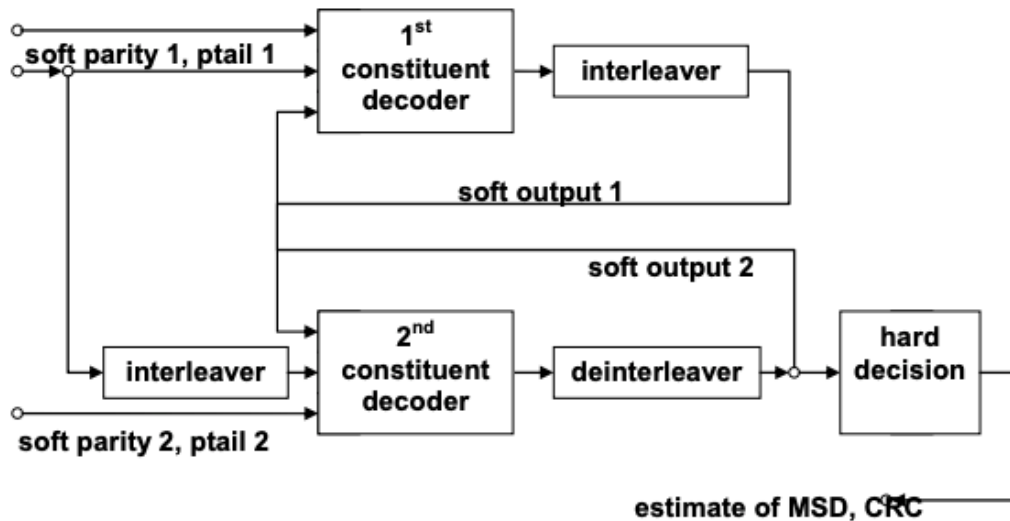 1st
constituent
decoder
interleaver
soft parity 1, ptail 1
soft output 1
soft output 2
2nd
constituent
decoder
interleaver
deinterleaver
hard
decision
soft parity 2, ptail 2
estimate of MSD, CRC